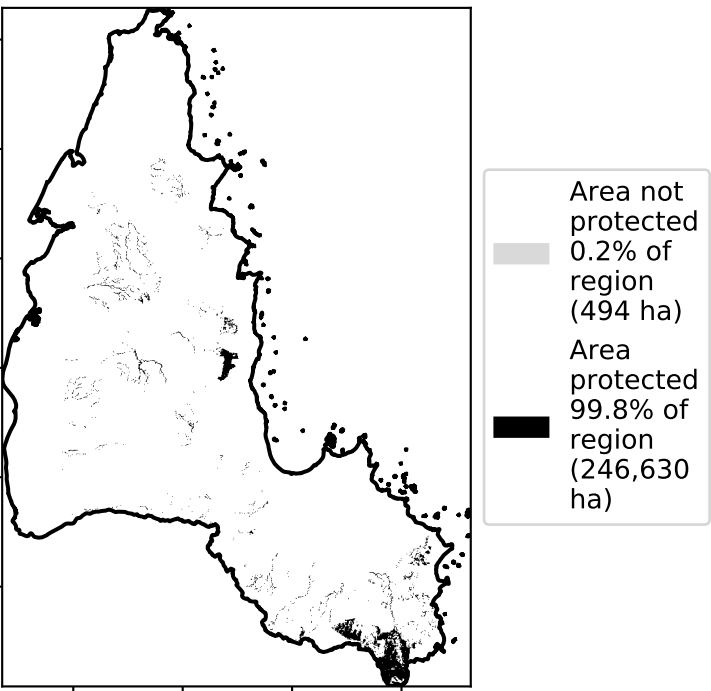 Area not
protected
0.2% of
region
(494 ha)
Area
protected
99.8% of
region
(246,630
ha)